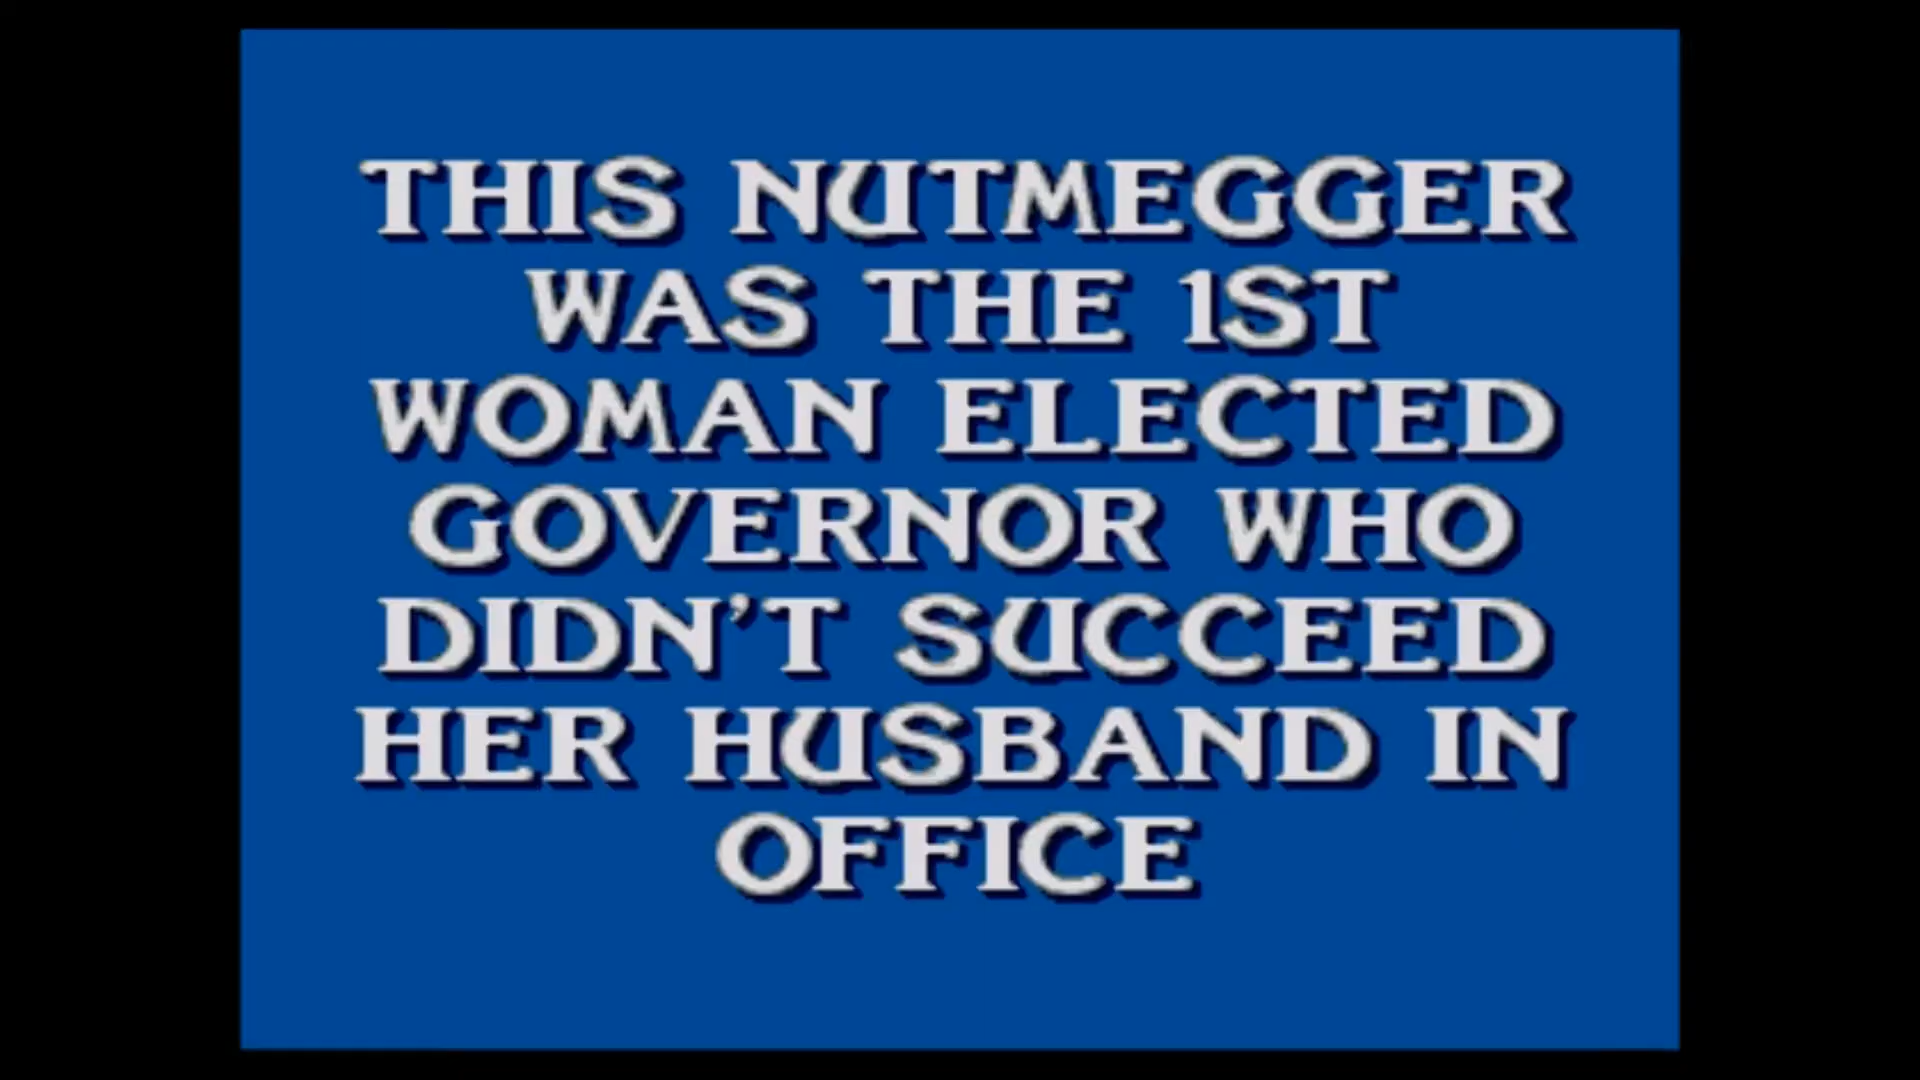 THIS NUTMEGGER
WAS THE 1ST
WOMAN ELECTED
GOVERNOR WHO
DIDN'T SUCCEED
HER HUSBAND IN
OFFICE